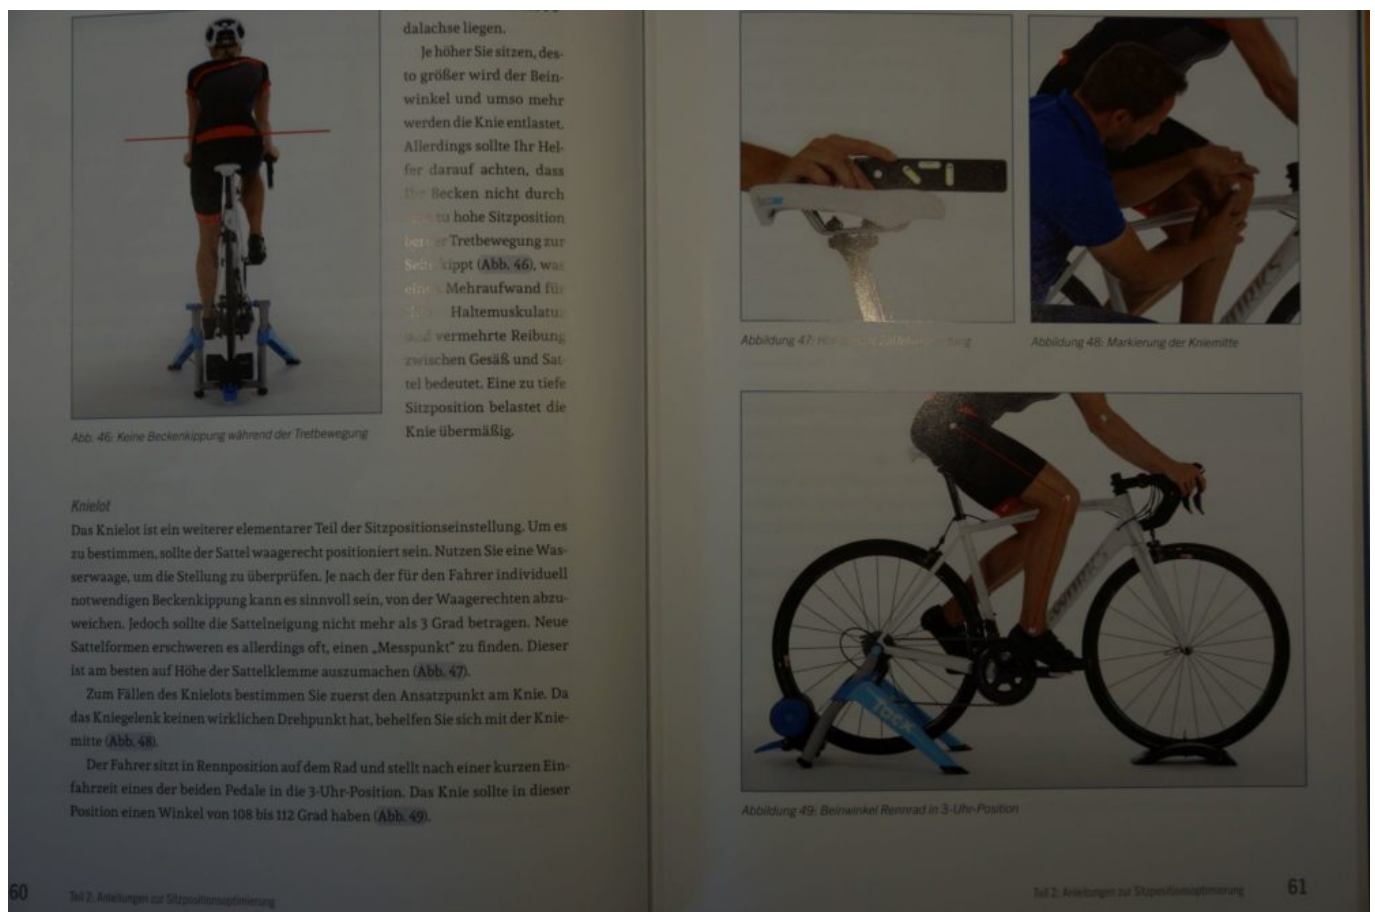 dalachse liegen.
Je höher Sie sitzen, des-
to größer wird der Bein-
winkel und umso mehr
werden die Knie entlastet.
Allerdings sollte Ihr Hel-
fer darauf achten, dass
Ihr Becken nicht durch
zu hohe Sitzposition
bei der Tretbewegung zur
Seite kippt (Abb. 46), was
einen Mehraufwand für
Haltemuskulatur
und vermehrte Reibung
zwischen Gesäß und Sat-
tel bedeutet. Eine zu tiefe
Sitzposition belastet die
Knie übermäßig.
Abb. 46: Keine Beckenkippung während der Tretbewegung
Knielot
Das Knielot ist ein weiterer elementarer Teil der Sitzpositionseinstellung. Um es
zu bestimmen, sollte der Sattel waagerecht positioniert sein. Nutzen Sie eine Was-
serwaage, um die Stellung zu überprüfen. Je nach der für den Fahrer individuell
notwendigen Beckenkippung kann es sinnvoll sein, von der Waagerechten abzu-
weichen. Jedoch sollte die Sattelneigung nicht mehr als 3 Grad betragen. Neue
Sattelformen erschweren es allerdings oft, einen „Messpunkt“ zu finden. Dieser
ist am besten auf Höhe der Sattelklemme auszumachen (Abb. 47).
Zum Fällen des Knielots bestimmen Sie zuerst den Ansatzpunkt am Knie. Da
das Kniegelenk keinen wirklichen Drehpunkt hat, behelfen Sie sich mit der Knie-
mitte (Abb. 48).
Der Fahrer sitzt in Rennposition auf dem Rad und stellt nach einer kurzen Ein-
fahrzeit eines der beiden Pedale in die 3-Uhr-Position. Das Knie sollte in dieser
Position einen Winkel von 108 bis 112 Grad haben (Abb. 49).
60
Teil 2: Anleitungen zur Sitzpositionsoptimierung
Abbildung 47:
Abbildung 48: Markierung der Kniemitte
Tacx
Abbildung 49: Beinwinkel Rennrad in 3-Uhr-Position
Teil 2: Anleitungen zur Sitzpositionsoptimierung
61